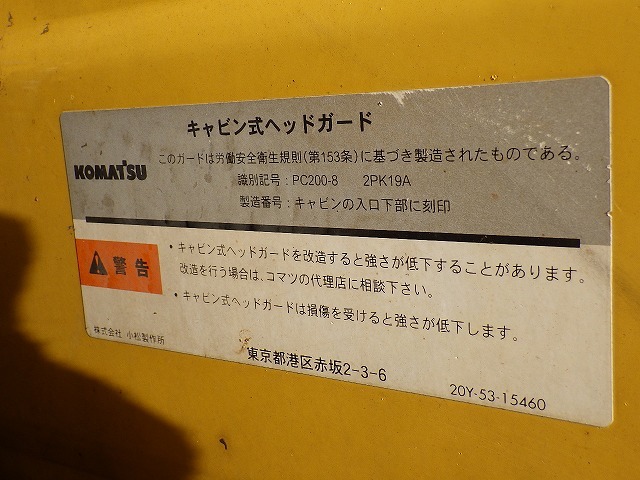 キャビン式ヘッドガード
KOMATSU
このガードは労働安全衛生規則(第153条)に基づき製造されたものである。
識別記号:PC200-8 2PK19A
製造番号:キャビンの入口下部に刻印
警告
・キャビン式ヘッドガードを改造すると強さが低下することがあります。
改造を行う場合は、コマツの代理店に相談下さい。
・キャビン式ヘッドガードは損傷を受けると強さが低下します。
株式会社 小松製作所
東京都港区赤坂2-3-6
20Y-53-15460